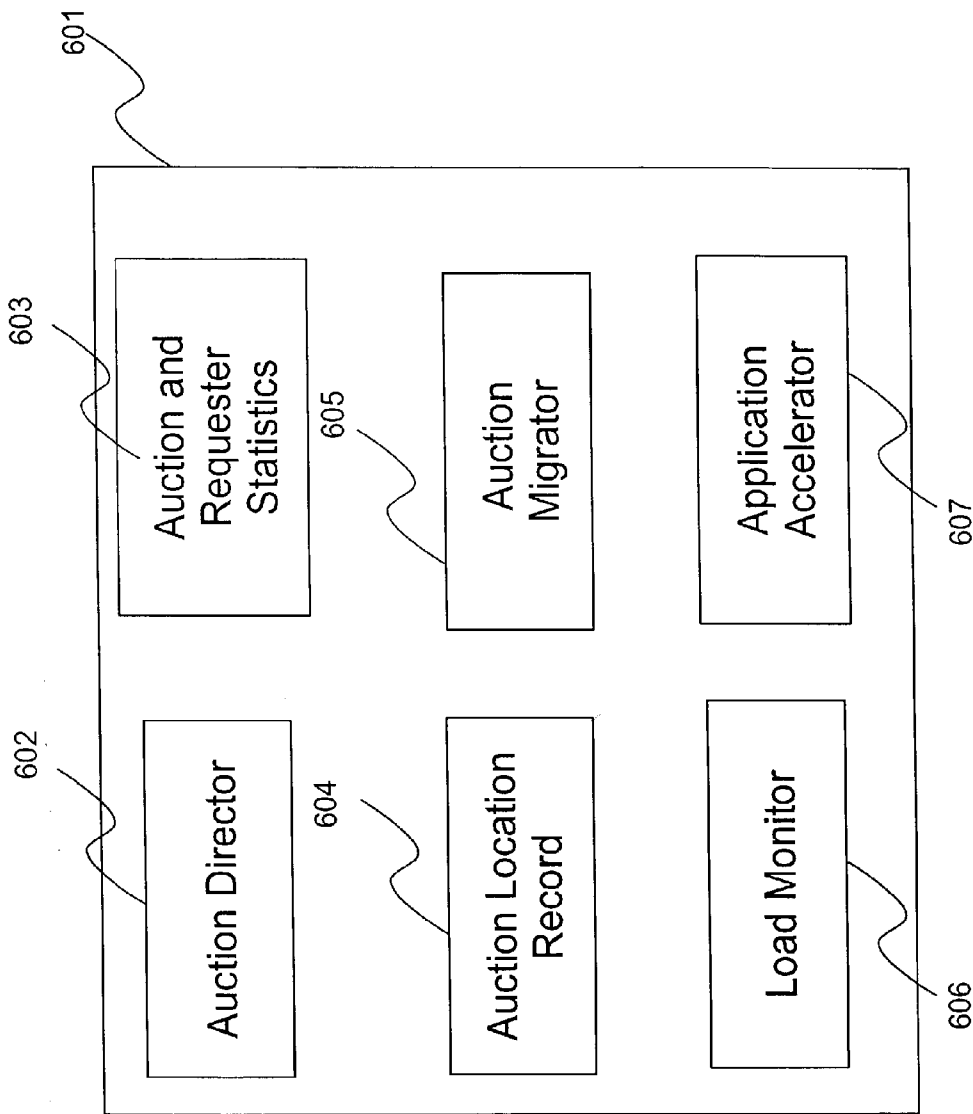 601
602
603
Auction Director
Auction and
Requester
Statistics
604
605
Auction Location
Record
Auction
Migrator
Load Monitor
Application
Accelerator
606
607